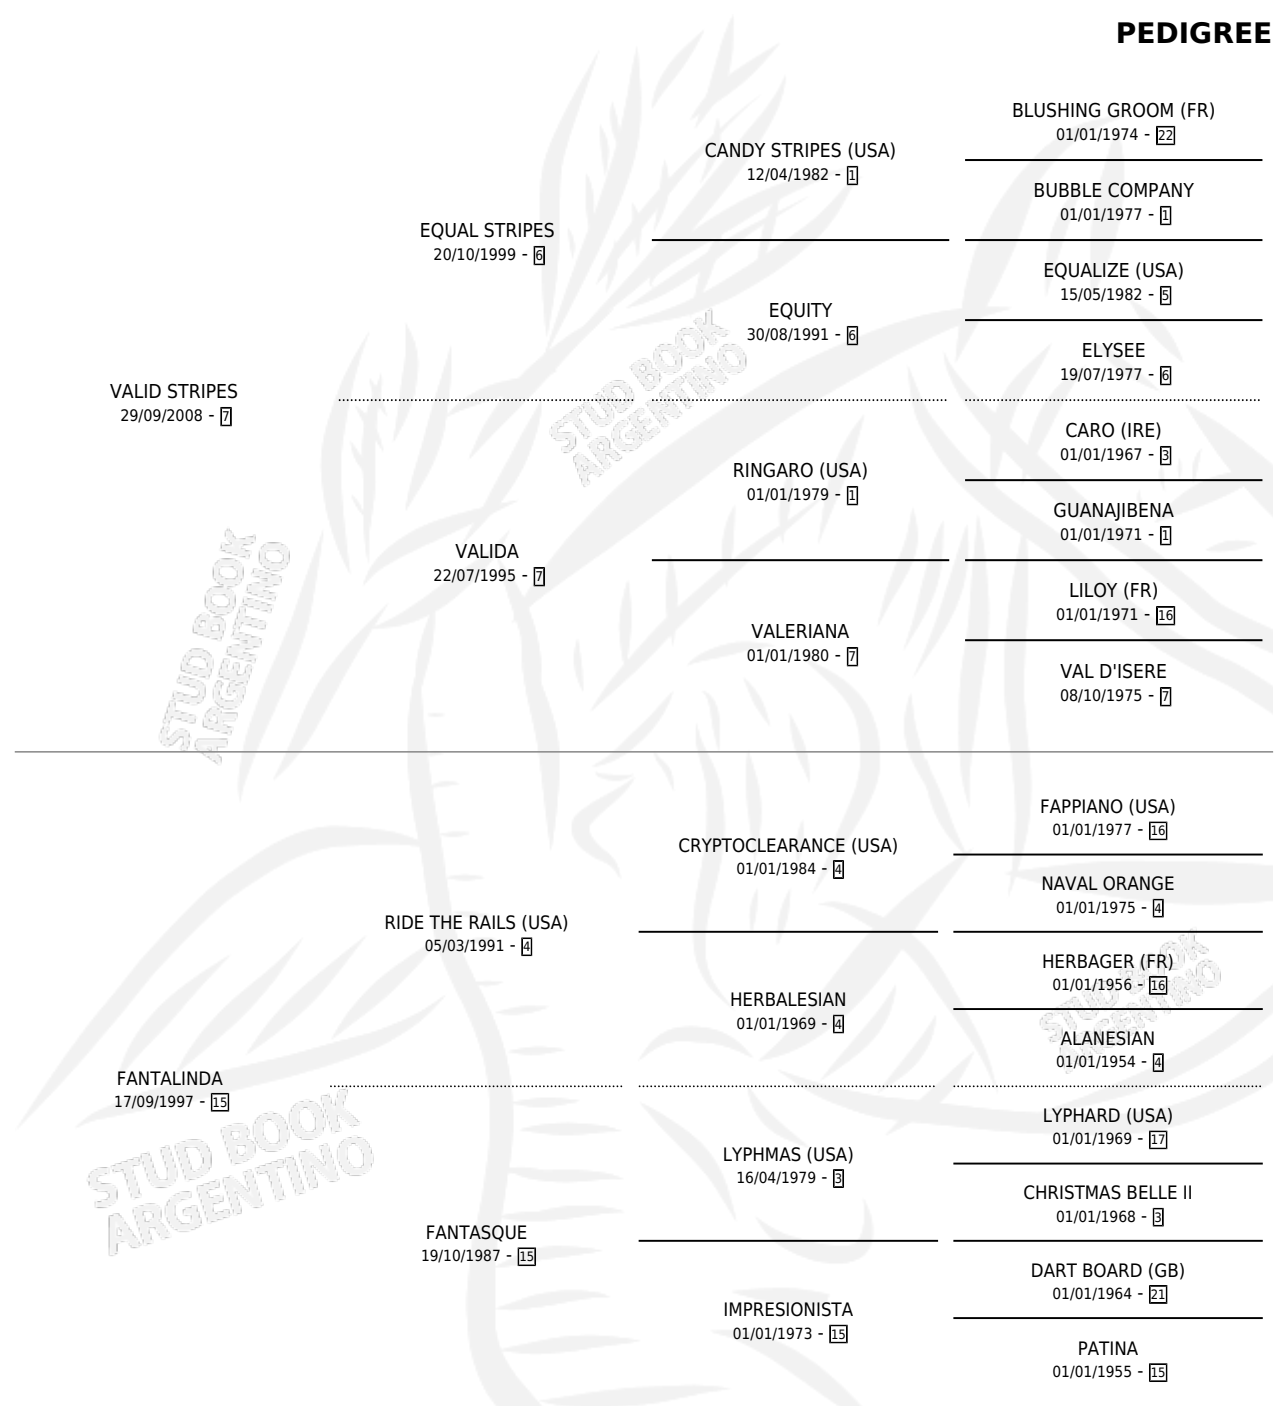 PEDIGREE
BLUSHING GROOM (FR)
01/01/1974 - 22
CANDY STRIPES (USA)
12/04/1982 - 1
BUBBLE COMPANY
01/01/1977 - 1
EQUAL STRIPES
20/10/1999 - 6
EQUALIZE (USA)
15/05/1982 - 5
EQUITY
30/08/1991 - 6
ELYSEE
19/07/1977 - 6
VALID STRIPES
29/09/2008 - 7
CARO (IRE)
01/01/1967 - 3
RINGARO (USA)
01/01/1979 - 1
GUANAJIBENA
01/01/1971 - 1
VALIDA
22/07/1995 - 7
LILOY (FR)
01/01/1971 - 16
VALERIANA
01/01/1980 - 7
VAL D'ISERE
08/10/1975 - 7
FAPPIANO (USA)
01/01/1977 - 16
CRYPTOCLEARANCE (USA)
01/01/1984 - 4
NAVAL ORANGE
01/01/1975 - 4
RIDE THE RAILS (USA)
05/03/1991 - 4
HERBAGER (FR)
01/01/1956 - 16
HERBALESIAN
01/01/1969 - 4
ALANESIAN
01/01/1954 - 4
FANTALINDA
17/09/1997 - 15
LYPHARD (USA)
01/01/1969 - 17
LYPHMAS (USA)
16/04/1979 - 3
CHRISTMAS BELLE II
01/01/1968 - 3
FANTASQUE
19/10/1987 - 15
DART BOARD (GB)
01/01/1964 - 21
IMPRESIONISTA
01/01/1973 - 15
PATINA
01/01/1955 - 15
STUD BOOK
ARGENTINO
STUD BOOK
ARGENTINO
STUD BOOK
ARGENTINO
STUD BOOK
ARGENTINO